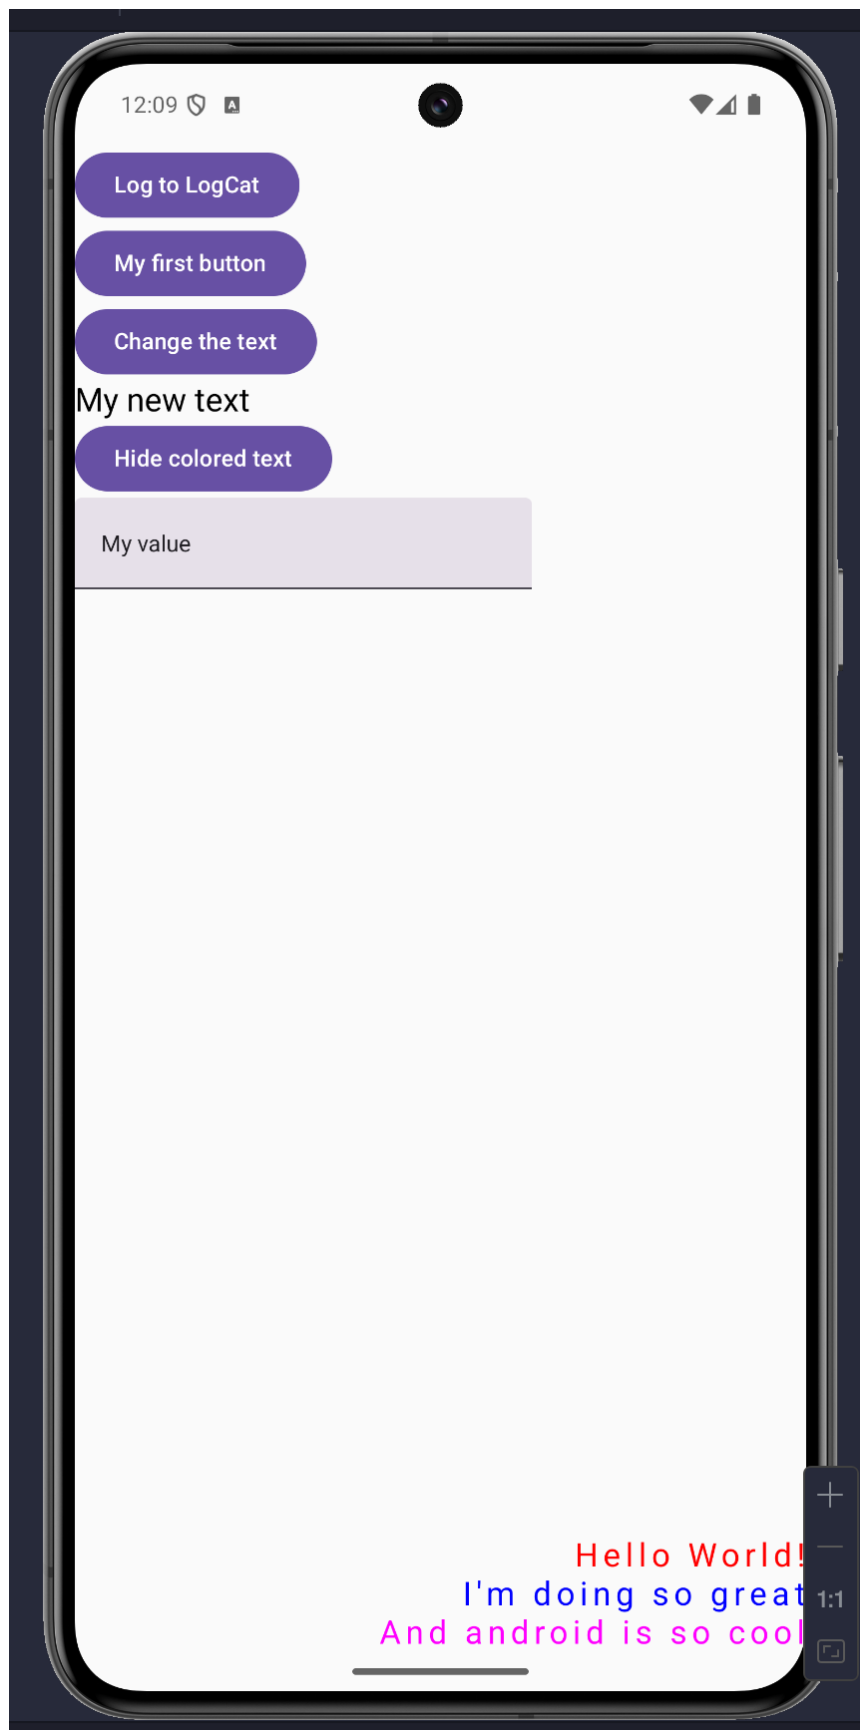 12:09
Log to LogCat
My first button
Change the text
My new text
Hide colored text
My value
Hello World!
I'm doing so great
And android is so cool
1:1